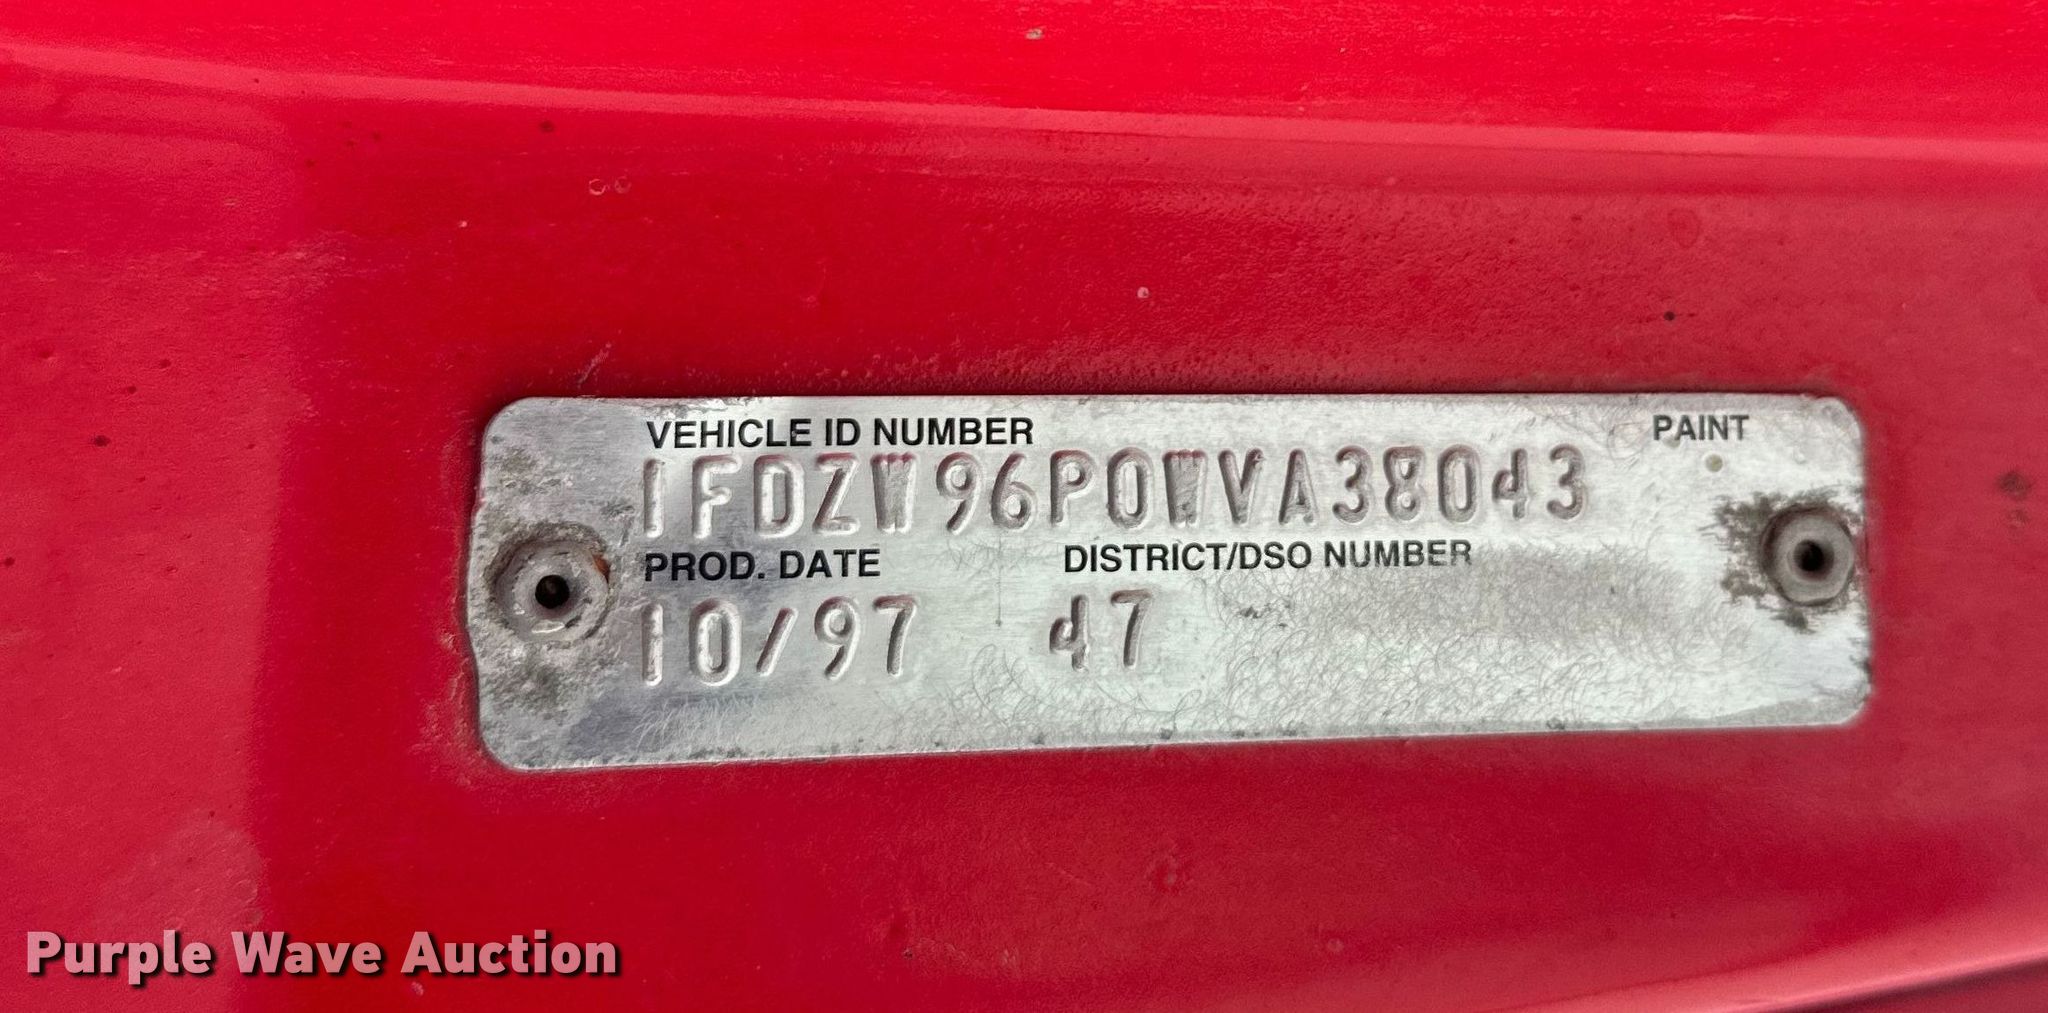 VEHICLE ID NUMBER PAINT
1FDZW96P0WVA38043
PROD. DATE DISTRICT/DSO NUMBER
10/97 47
Purple Wave Auction